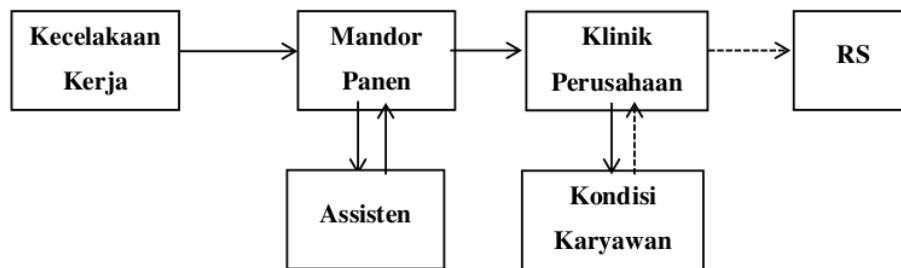 Kecelakaan
Kerja
Mandor
Panen
Klinik
Perusahaan
RS
Assisten
Kondisi
Karyawan